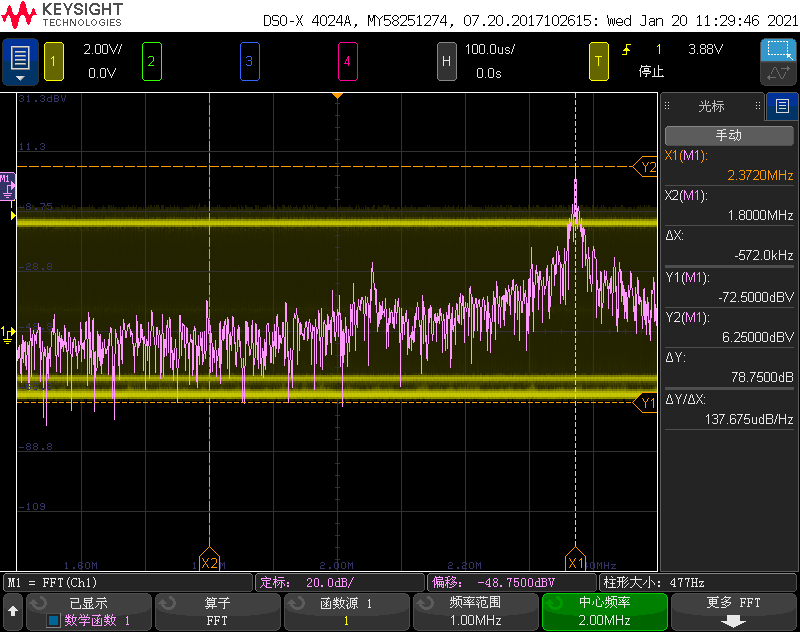 KEYSIGHT
TECHNOLOGIES
DSO-X 4024A, MY58251274, 07.20.2017102615: Wed Jan 20 11:29:46 2021
1 2.00V/ 2 3 4 H 100.0us/ T 1 3.88V
0.0V 0.0s 停止
31.3dBV
11.3
-8.75
-28.8
-88.8
-109
1.60M 2.00M 2.20M
M1
1
Y2
Y1
X2
X1
光标
手动
X1(M1):
2.3720MHz
X2(M1):
1.8000MHz
ΔX:
-572.0kHz
Y1(M1):
-72.5000dBV
Y2(M1):
6.25000dBV
ΔY:
78.7500dB
ΔY/ΔX:
137.675udB/Hz
M1 = FFT(Ch1) 定标: 20.0dB/ 偏移: -48.7500dBV 柱形大小: 477Hz
已显示 算子 函数源 1 频率范围 中心频率 更多 FFT
数学函数 1 FFT 1 1.00MHz 2.00MHz